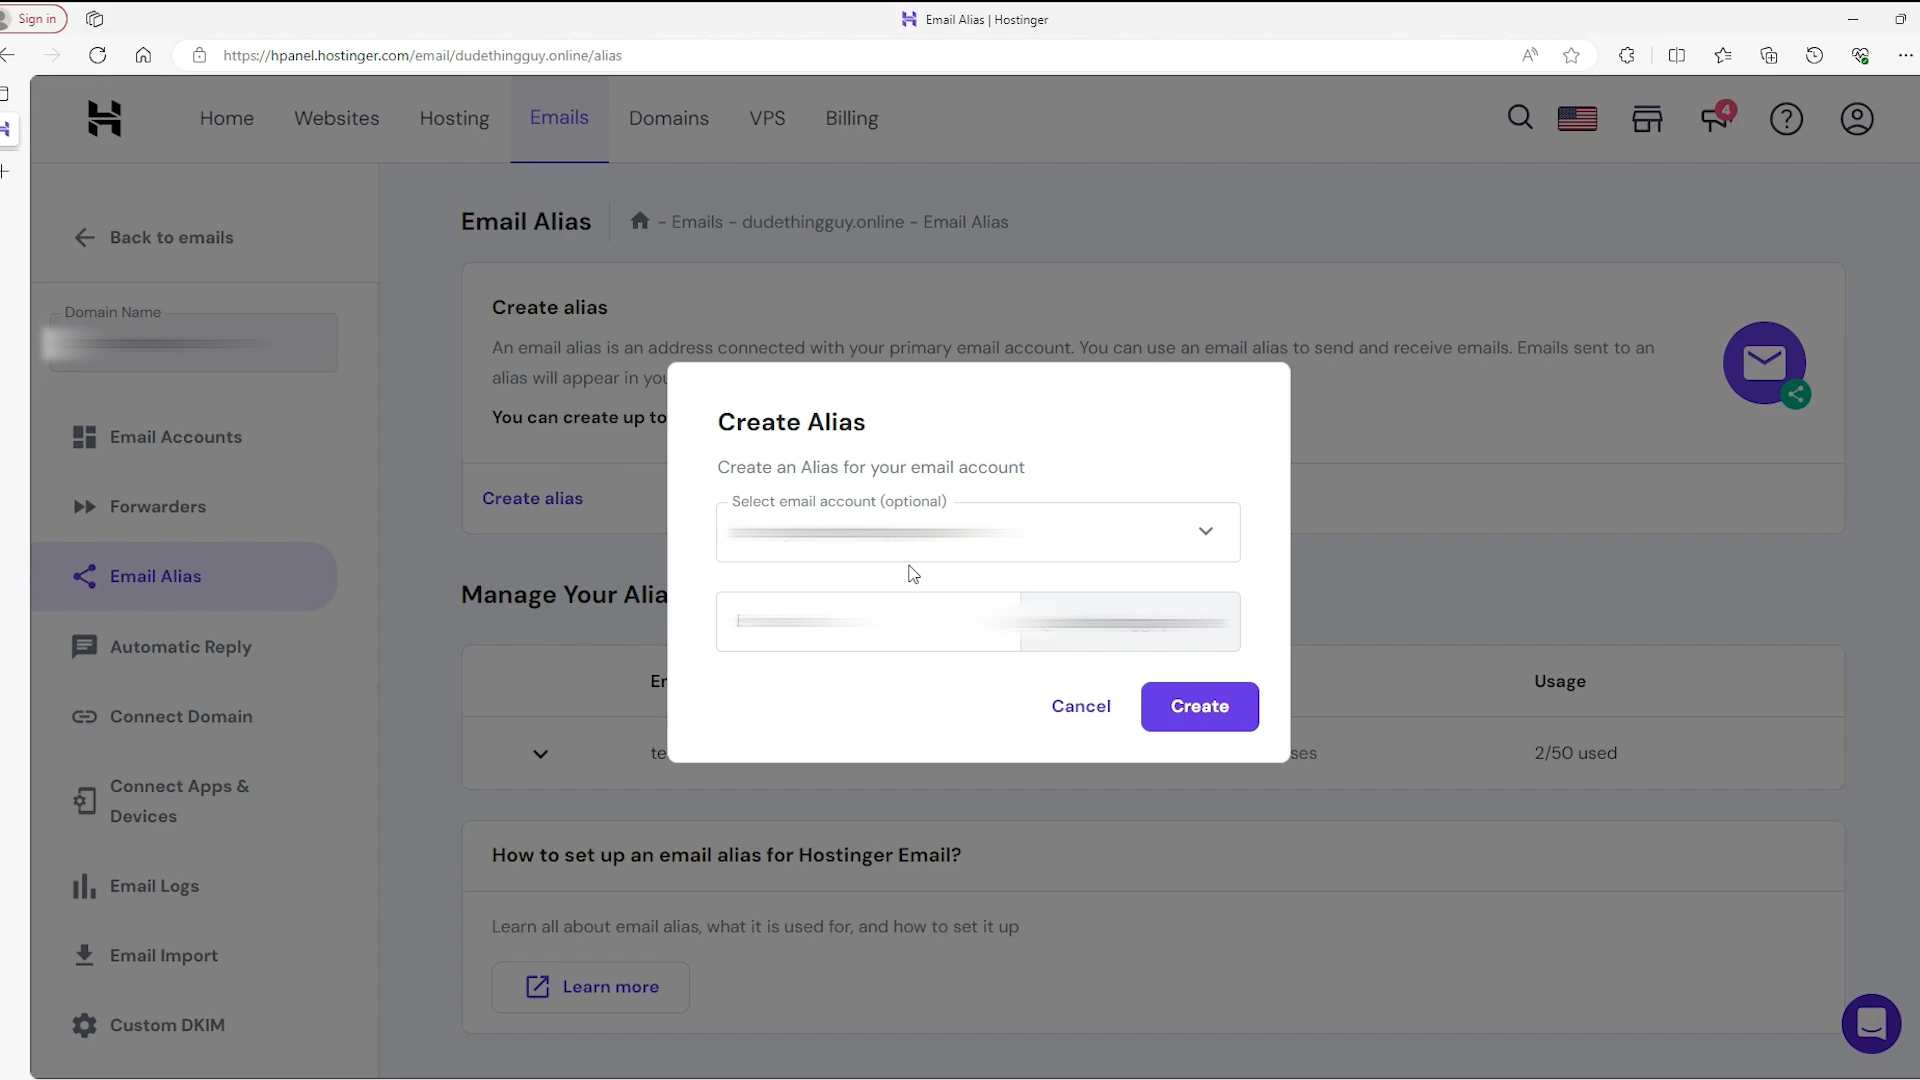 Sign in
Email Alias | Hostinger
https://hpanel.hostinger.com/email/dudethingguy.online/alias
Home
Websites
Hosting
Emails
Domains
VPS
Billing
4
Back to emails
Email Alias
- Emails - dudethingguy.online - Email Alias
Domain Name
Create alias
An email alias is an address connected with your primary email account. You can use an email alias to send and receive emails. Emails sent to an
alias will appear in you
You can create up to
Create alias
Email Accounts
Forwarders
Email Alias
Automatic Reply
Connect Domain
Connect Apps &
Devices
Email Logs
Email Import
Custom DKIM
Create Alias
Create an Alias for your email account
Select email account (optional)
Cancel
Create
Manage Your Alia
Usage
te
ses
2/50 used
How to set up an email alias for Hostinger Email?
Learn all about email alias, what it is used for, and how to set it up
Learn more